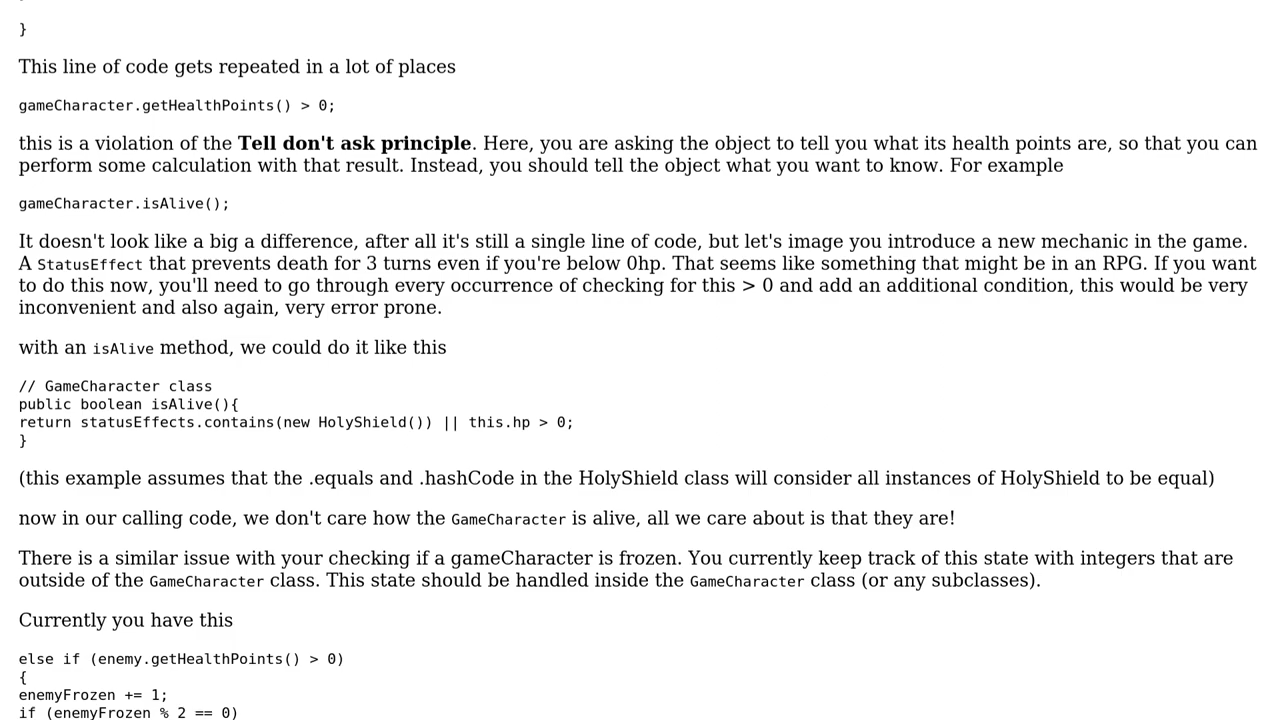 }
This line of code gets repeated in a lot of places
gameCharacter.getHealthPoints() > 0;
this is a violation of the Tell don't ask principle. Here, you are asking the object to tell you what its health points are, so that you can
perform some calculation with that result. Instead, you should tell the object what you want to know. For example
gameCharacter.isAlive();
It doesn't look like a big a difference, after all it's still a single line of code, but let's image you introduce a new mechanic in the game.
A StatusEffect that prevents death for 3 turns even if you're below 0hp. That seems like something that might be in an RPG. If you want
to do this now, you'll need to go through every occurrence of checking for this > 0 and add an additional condition, this would be very
inconvenient and also again, very error prone.
with an isAlive method, we could do it like this
// GameCharacter class
public boolean isAlive(){
return statusEffects.contains(new HolyShield()) || this.hp > 0;
}
(this example assumes that the .equals and .hashCode in the HolyShield class will consider all instances of HolyShield to be equal)
now in our calling code, we don't care how the GameCharacter is alive, all we care about is that they are!
There is a similar issue with your checking if a gameCharacter is frozen. You currently keep track of this state with integers that are
outside of the GameCharacter class. This state should be handled inside the GameCharacter class (or any subclasses).
Currently you have this
else if (enemy.getHealthPoints() > 0)
{
enemyFrozen += 1;
if (enemyFrozen % 2 == 0)